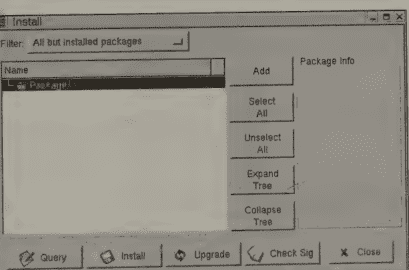 Install
Filter: All but installed packages
Name
Package Info
Packages
Add
Select
All
Unselect
All
Expand
Tree
Collapse
Tree
Query
Install
Upgrade
Check Sig
Close